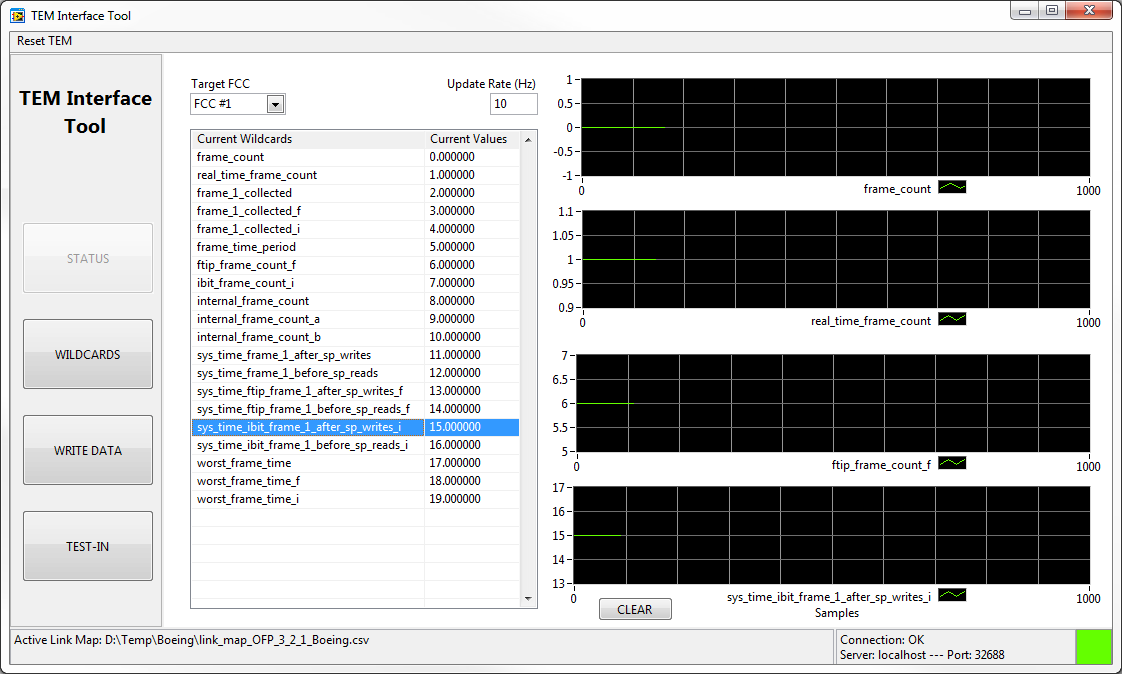 TEM Interface Tool
Reset TEM
TEM Interface
Tool
STATUS
WILDCARDS
WRITE DATA
TEST-IN
Target FCC
FCC #1
Update Rate (Hz)
10
Current Wildcards Current Values
frame_count 0.000000
real_time_frame_count 1.000000
frame_1_collected 2.000000
frame_1_collected_f 3.000000
frame_1_collected_i 4.000000
frame_time_period 5.000000
ftip_frame_count_f 6.000000
ibit_frame_count_i 7.000000
internal_frame_count 8.000000
internal_frame_count_a 9.000000
internal_frame_count_b 10.000000
sys_time_frame_1_after_sp_writes 11.000000
sys_time_frame_1_before_sp_reads 12.000000
sys_time_ftip_frame_1_after_sp_writes_f 13.000000
sys_time_ftip_frame_1_before_sp_reads_f 14.000000
sys_time_ibit_frame_1_after_sp_writes_i 15.000000
sys_time_ibit_frame_1_before_sp_reads_i 16.000000
worst_frame_time 17.000000
worst_frame_time_f 18.000000
worst_frame_time_i 19.000000
1
0.5
0
-0.5
-1
0 1000
frame_count
1.1
1.05
1
0.95
0.9
0 1000
real_time_frame_count
7
6.5
6
5.5
5
0 1000
ftip_frame_count_f
17
16
15
14
13
0 1000
sys_time_ibit_frame_1_after_sp_writes_i
Samples
CLEAR
Active Link Map: D:\Temp\Boeing\link_map_OFP_3_2_1_Boeing.csv
Connection: OK
Server: localhost --- Port: 32688